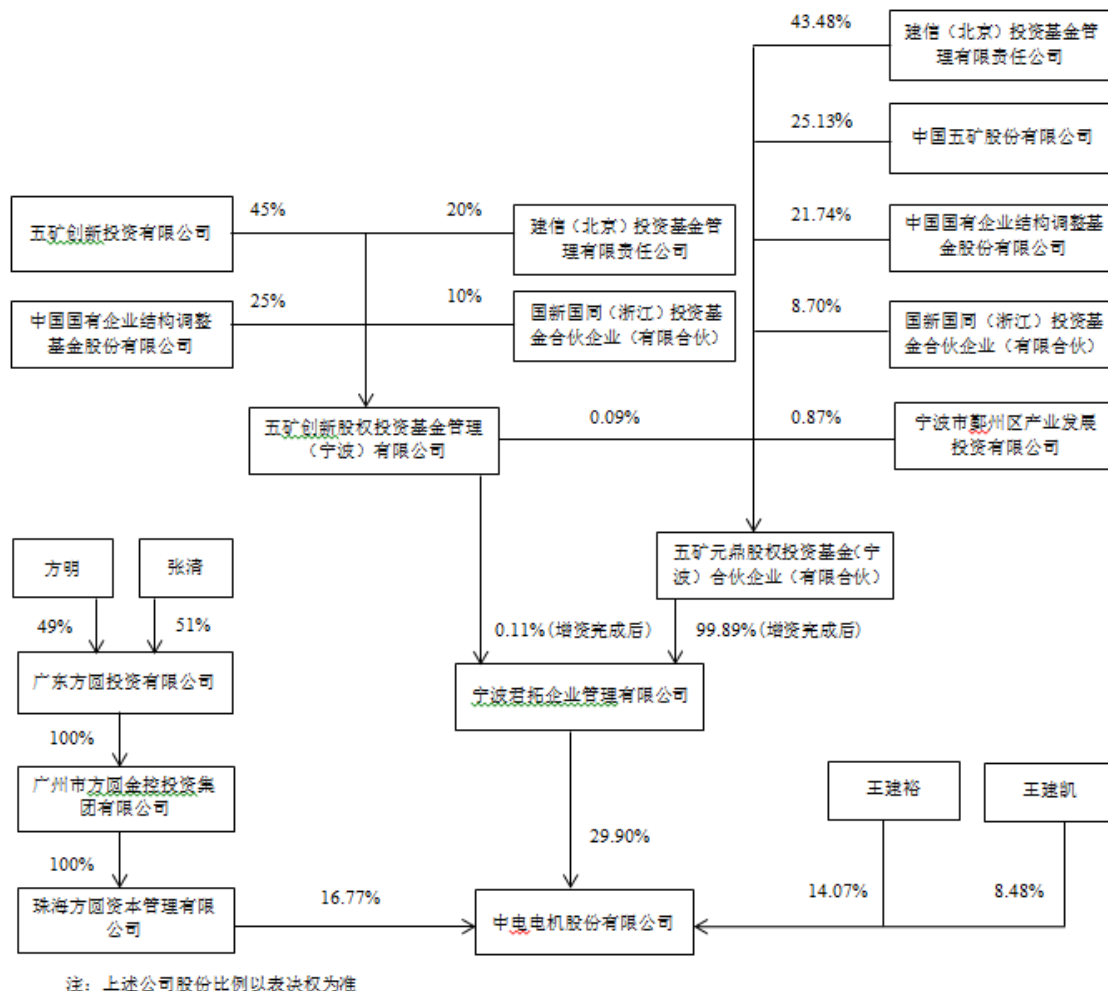 43.48%
建信（北京）投资基金管
理有限责任公司
25.13%
中国五矿股份有限公司
21.74%
中国国有企业结构调整基
金股份有限公司
8.70%
国新国同（浙江）投资基
金合伙企业（有限合伙）
五矿创新投资有限公司
45%
20%
建信（北京）投资基金管
理有限责任公司
中国国有企业结构调整
基金股份有限公司
25%
10%
国新国同（浙江）投资基
金合伙企业（有限合伙）
五矿创新股权投资基金管理
（宁波）有限公司
0.09%
0.87%
宁波市鄞州区产业发展
投资有限公司
五矿元鼎股权投资基金（宁
波）合伙企业（有限合伙）
方明
张清
49%
51%
0.11%(增资完成后)
99.89%(增资完成后)
广东方圆投资有限公司
宁波君拓企业管理有限公司
100%
广州市方圆金控投资集
团有限公司
王建裕
王建凯
100%
29.90%
珠海方圆资本管理有限
公司
16.77%
中电电机股份有限公司
14.07%
8.48%
注：上述公司股份比例以表决权为准